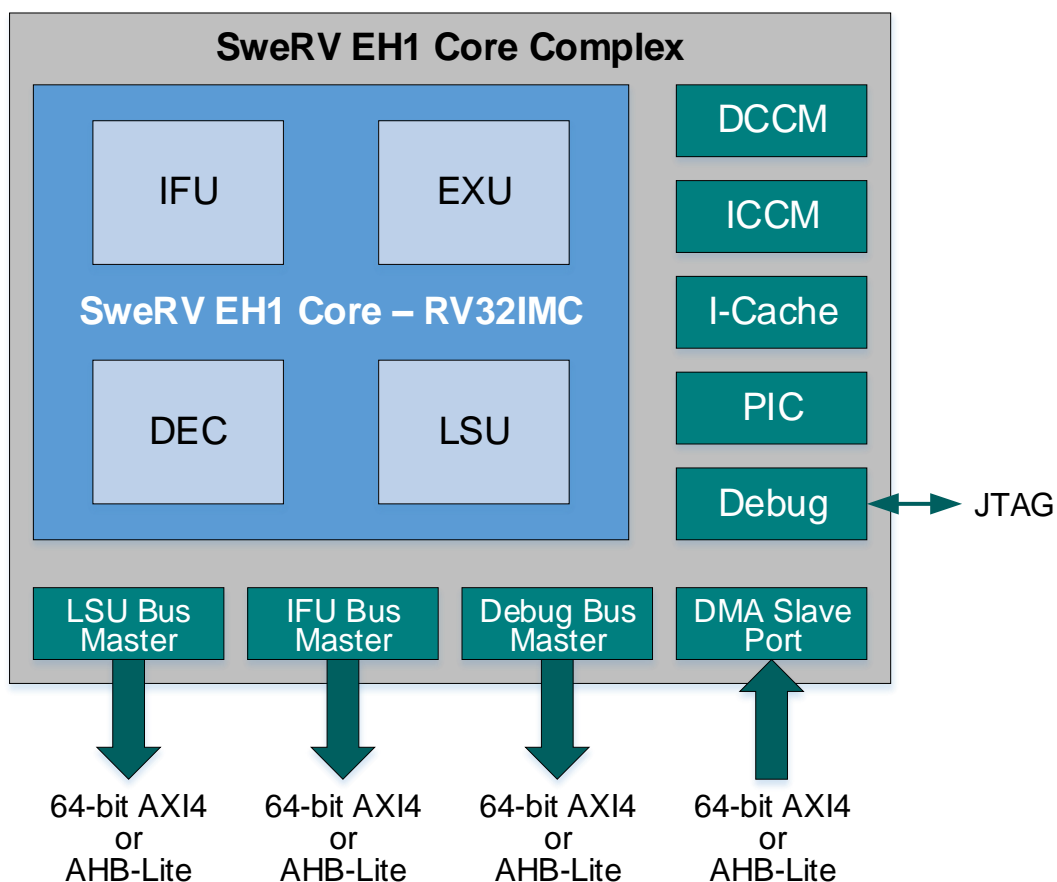 SweRV EH1 Core Complex
IFU
EXU
SweRV EH1 Core – RV32IMC
DEC
LSU
DCCM
ICCM
I-Cache
PIC
Debug
JTAG
LSU Bus
Master
IFU Bus
Master
Debug Bus
Master
DMA Slave
Port
64-bit AXI4
or
AHB-Lite
64-bit AXI4
or
AHB-Lite
64-bit AXI4
or
AHB-Lite
64-bit AXI4
or
AHB-Lite